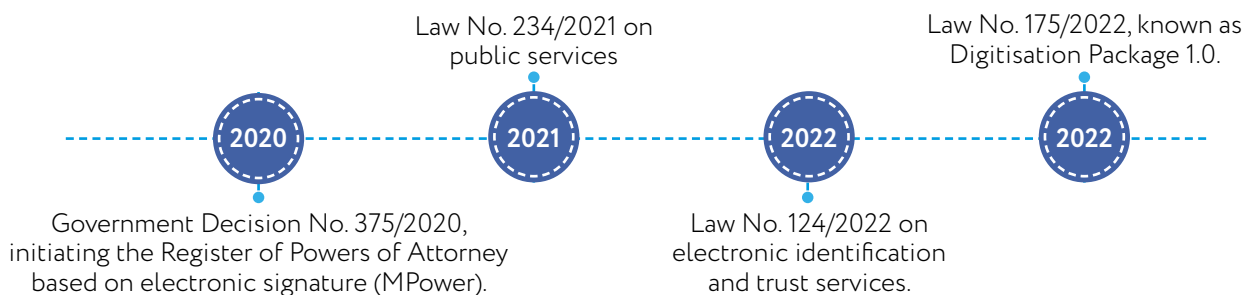 Law No. 234/2021 on
public services
Law No. 175/2022, known as
Digitisation Package 1.0.
2020
2021
2022
2022
Government Decision No. 375/2020,
initiating the Register of Powers of Attorney
based on electronic signature (MPower).
Law No. 124/2022 on
electronic identification
and trust services.